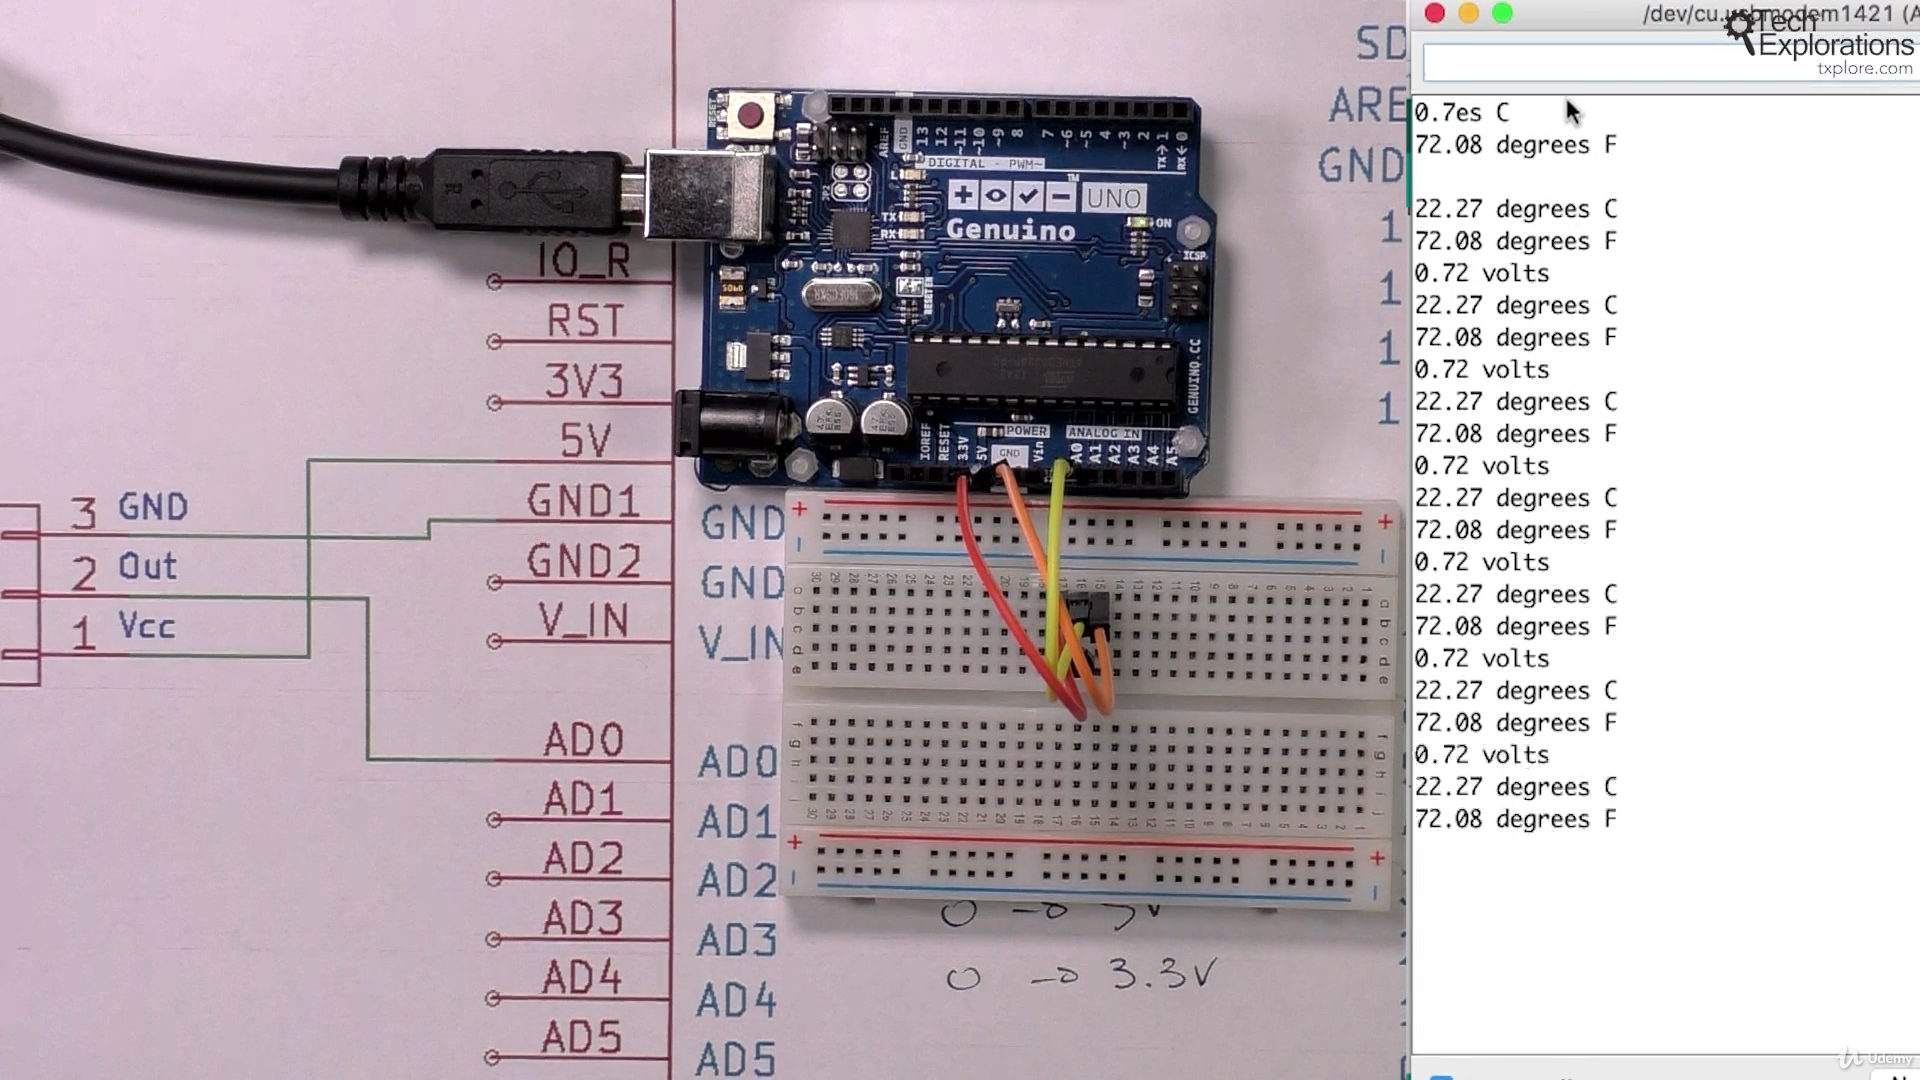 IO_R
RST
3V3
5V
GND1
GND2
V_IN
AD0
AD1
AD2
AD3
AD4
AD5
3 GND
2 Out
1 Vcc
GND
GND
V_IN
AD0
AD1
AD2
AD3
AD4
AD5
SD
ARE
GND
1
1
1
1
RESET
AREF
GND
13
12
~11
~10
~9
8
7
~6
~5
4
~3
2
TX→1
RX←0
DIGITAL - PWM~
UNO
TM
Genuino
L
TX
RX
ON
ICSP
GENUINO.CC
IOREF
RESET
3.3V
5V
GND
Vin
POWER
ANALOG IN
A0
A1
A2
A3
A4
A5
0 → 3.3V
/dev/cu.usbmodem1421 (A
Tech
Explorations
txplore.com
0.7es C
72.08 degrees F
22.27 degrees C
72.08 degrees F
0.72 volts
22.27 degrees C
72.08 degrees F
0.72 volts
22.27 degrees C
72.08 degrees F
0.72 volts
22.27 degrees C
72.08 degrees F
0.72 volts
22.27 degrees C
72.08 degrees F
0.72 volts
22.27 degrees C
72.08 degrees F
0.72 volts
22.27 degrees C
72.08 degrees F
Udemy